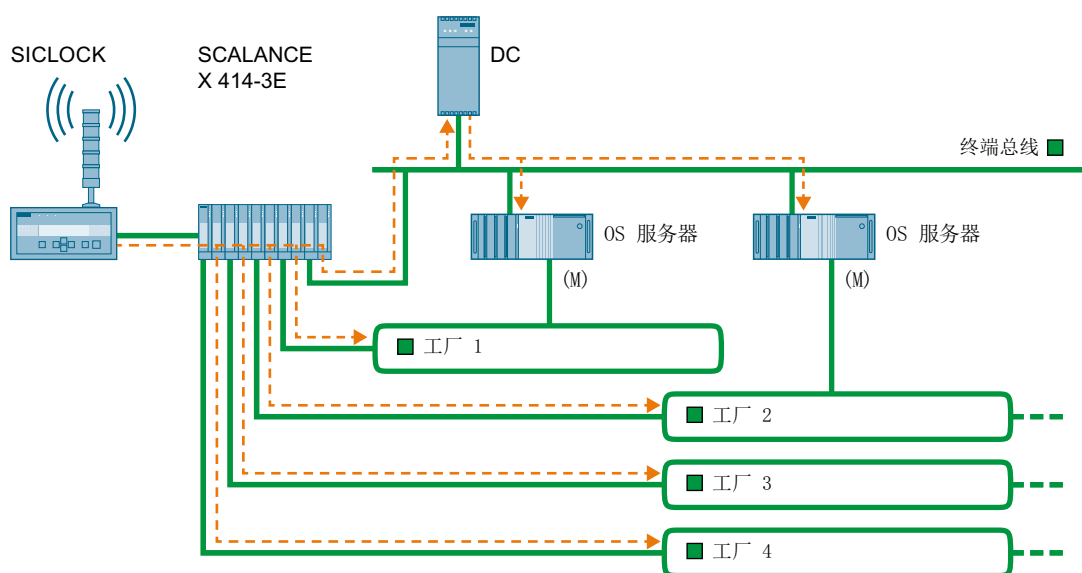 SICLOCK
SCALANCE
X 414-3E
DC
终端总线
OS 服务器
(M)
OS 服务器
(M)
工厂 1
工厂 2
工厂 3
工厂 4